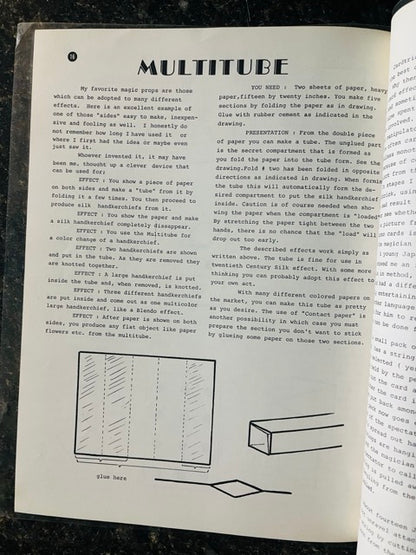 16
MULTITUBE
My favorite magic props are those
which can be adopted to many different
effects.  Here is an excellent example of
one of those "sides" easy to make, inexpen-
sive and fooling as well.  I honestly do
not remember how long I have used it  or
where I first had the idea or maybe even
just saw it.
Whoever invented it, it may have
been me, thought up a clever device that
can be used for;
EFFECT : You show a piece of paper
on both sides and make a "tube" from it by
folding it a few times. You then proceed to
produce silk  handkerchiefs from it.
EFFECT : You show the paper and make
a silk handkerchief completely disappear.
EFFECT : You use the Multitube for
a color change of a handkerchief.
EFFECT : Two handkerchiefs are shown
and put in the tube. As they are removed they
are knotted together.
EFFECT : A large handkerchief is put
inside the tube and, when removed, is knotted.
EFFECT : Three different handkerchiefs
are put inside and come out as one multicolor
large handkerchief, like a Blendo effect.
EFFECT : After paper is shown on both
sides, you produce any flat object like paper
flowers etc. from the multitube.
YOU NEED :  Two sheets of paper, heavy
paper,fifteen by twenty inches. You make five
sections by folding the paper as in drawing.
Glue with rubber cement as indicated in the
drawing.
PRESENTATION : From the double piece
of paper you can make a tube. The unglued part
is the secret compartment that is formed as
you fold the paper into the tube form. See the
drawing.Fold # two has been folded in opposite
directions as indicated in drawing. When forming
the tube this will automatically form the de-
sired compartment to put the silk handkerchief
inside. Caution is of course needed when sho-
wing the paper when the compartment is "loaded"
By stretching the paper tight between the two
hands, there is no chance that the "load" will
drop out too early.
The described effects work simply as
written above. The tube is fine for use in
Twentieth Century Silk effect. With some more
thinking you can probably adopt this effect to
your own act.
With many different colored papers on
the market, you can make this tube as pretty
as you desire. The use of "Contact paper" is
another possibility in which case you must
prepare the section you don't want to stick
by glueing some paper on those two sections.
glue here